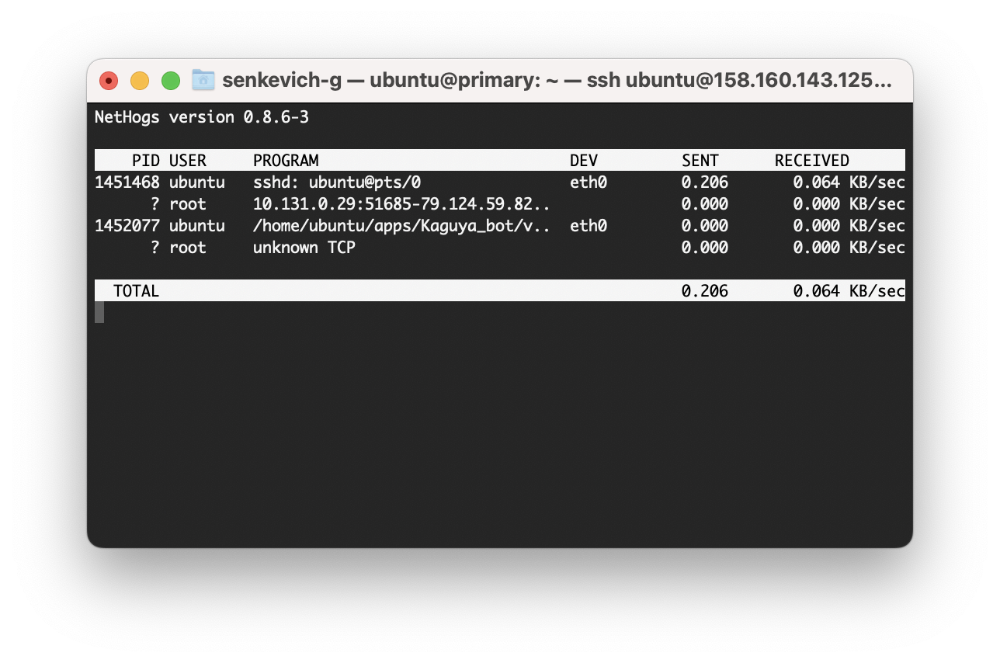 senkevich-g — ubuntu@primary: ~ — ssh ubuntu@158.160.143.125...
NetHogs version 0.8.6-3
PID USER PROGRAM DEV SENT RECEIVED
1451468 ubuntu sshd: ubuntu@pts/0 eth0 0.206 0.064 KB/sec
? root 10.131.0.29:51685-79.124.59.82.. 0.000 0.000 KB/sec
1452077 ubuntu /home/ubuntu/apps/Kaguya_bot/v.. eth0 0.000 0.000 KB/sec
? root unknown TCP 0.000 0.000 KB/sec
TOTAL 0.206 0.064 KB/sec